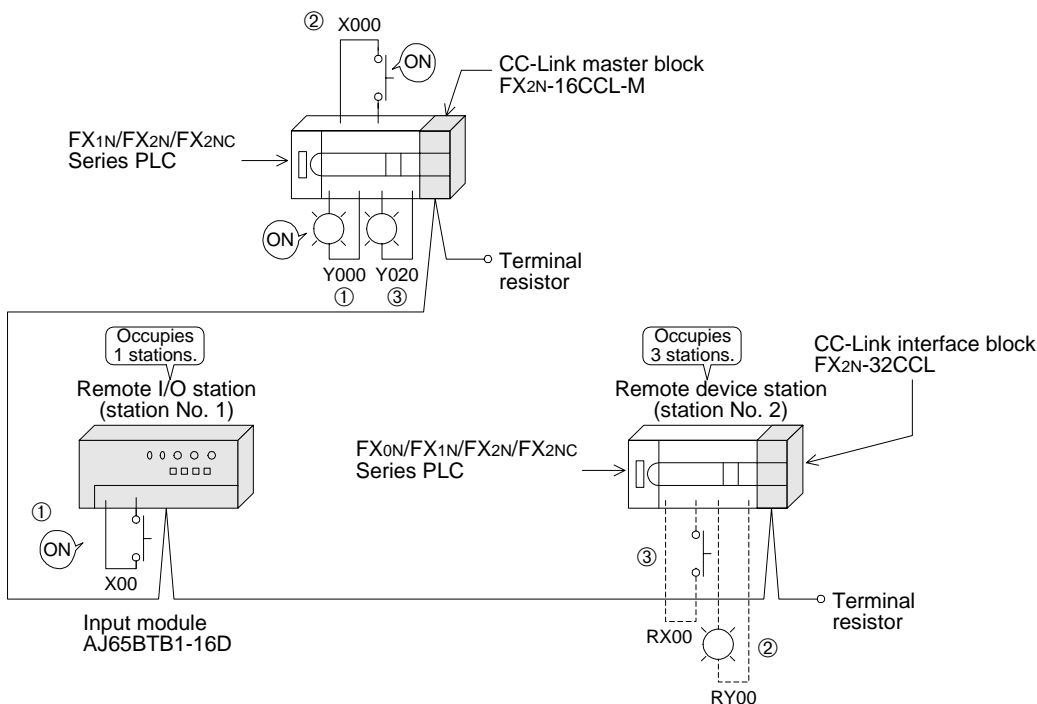 ② X000
ON
CC-Link master block
FX2N-16CCL-M
FX1N/FX2N/FX2NC
Series PLC
ON
Y000 Y020
① ③
Terminal
resistor
Occupies
1 stations.
Remote I/O station
(station No. 1)
Occupies
3 stations.
Remote device station
(station No. 2)
CC-Link interface block
FX2N-32CCL
FX0N/FX1N/FX2N/FX2NC
Series PLC
①
ON
X00
Input module
AJ65BTB1-16D
③
RX00
②
RY00
Terminal
resistor